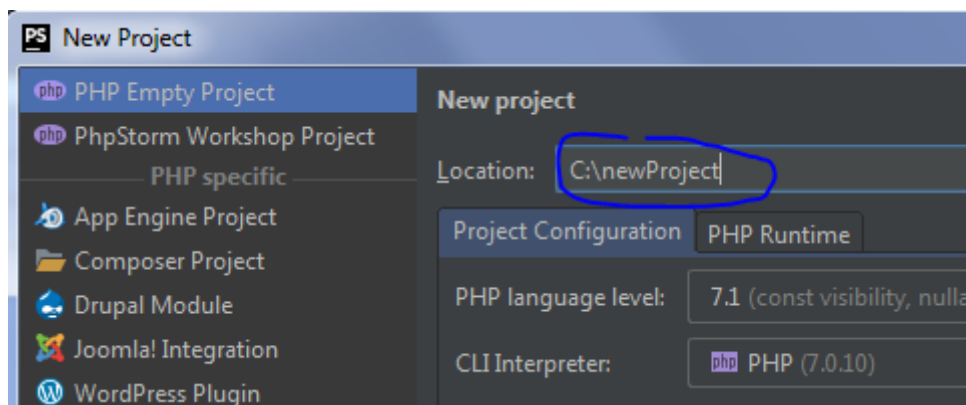 PS New Project
php PHP Empty Project
php PhpStorm Workshop Project
PHP specific
App Engine Project
Composer Project
Drupal Module
Joomla! Integration
WordPress Plugin
New project
Location: C:\newProject
Project Configuration PHP Runtime
PHP language level: 7.1 (const visibility, nulla
CLI Interpreter: php PHP (7.0.10)